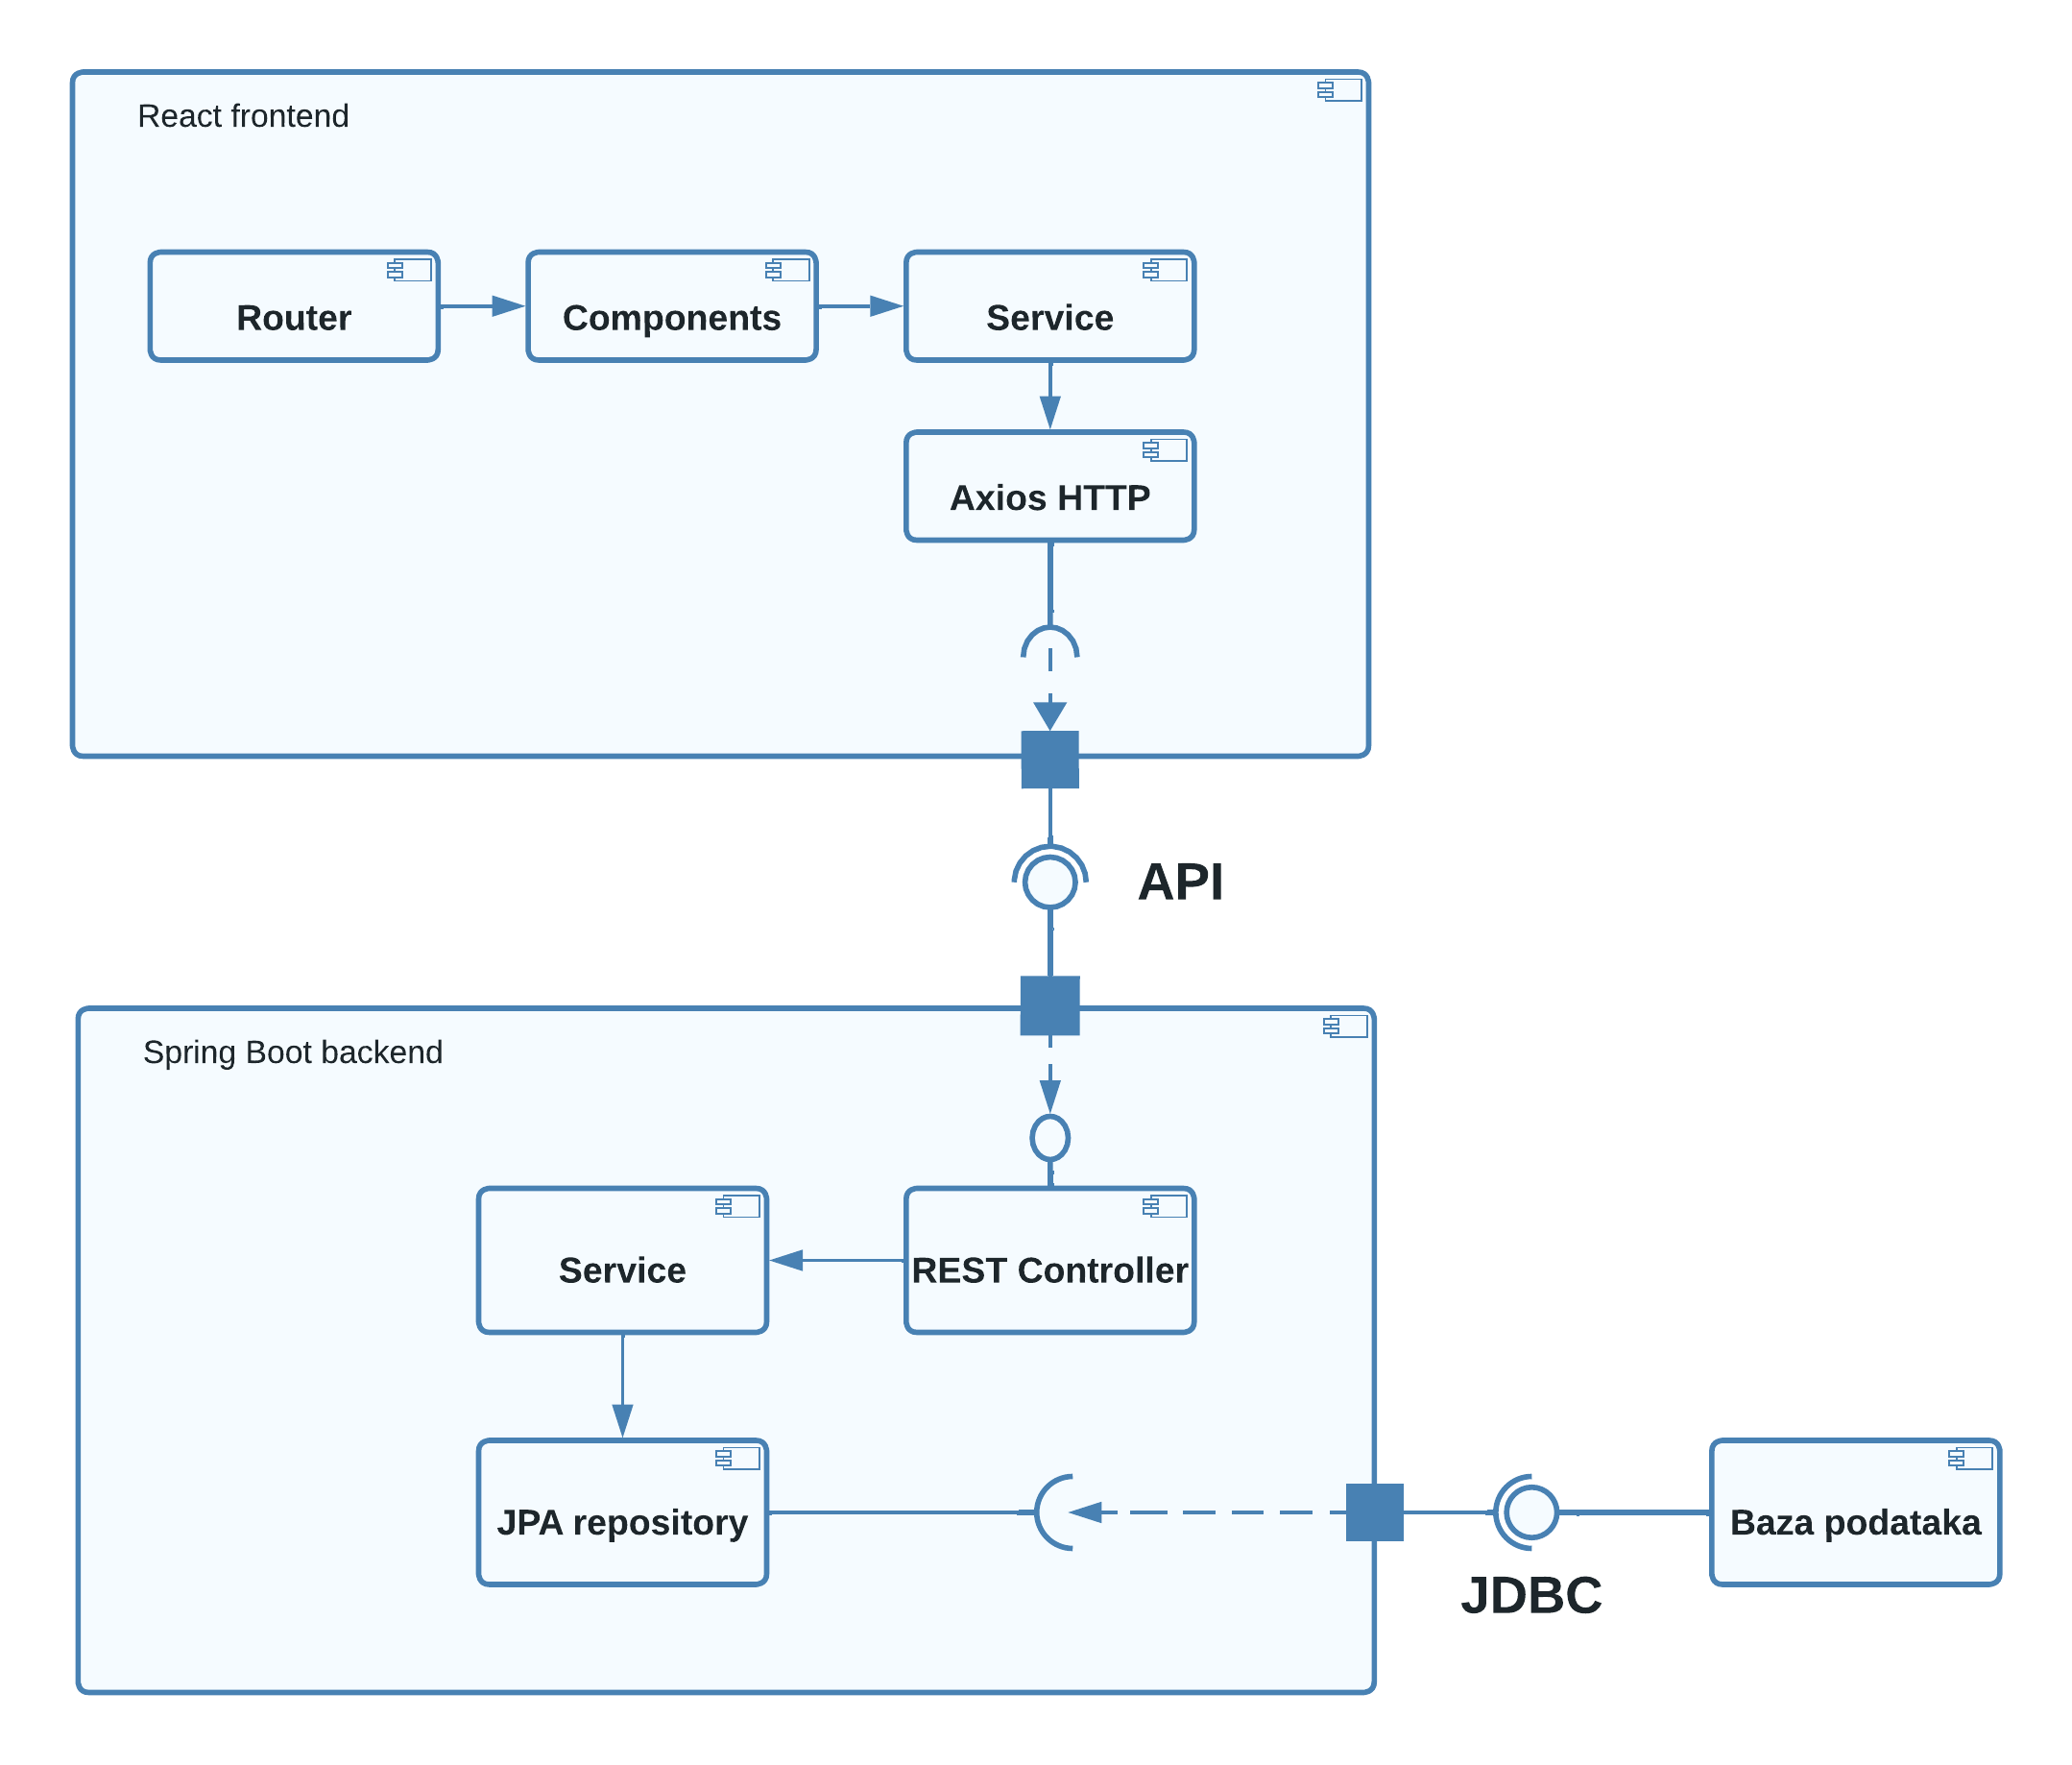 React frontend
Router
Components
Service
Axios HTTP
API
Spring Boot backend
Service
REST Controller
JPA repository
Baza podataka
JDBC